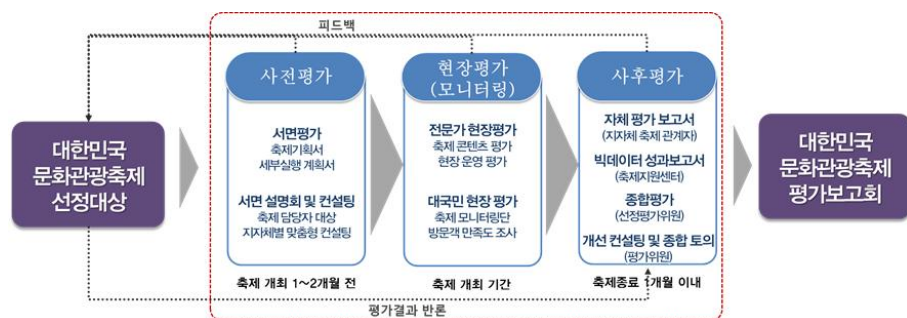 피드백
사전평가
현장평가
(모니터링)
사후평가
대한민국
문화관광축제
선정대상
서면평가
축제기획서
세부실행 계획서
서면 설명회 및 컨설팅
축제 담당자 대상
지자체별 맞춤형 컨설팅
전문가 현장평가
축제 콘텐츠 평가
현장 운영 평가
대국민 현장 평가
축제 모니터링단
방문객 만족도 조사
자체 평가 보고서
(지자체 축제 관계자)
빅데이터 성과보고서
(축제지원센터)
종합평가
(선정평가위원)
개선 컨설팅 및 종합 토의
(평가위원)
대한민국
문화관광축제
평가보고회
축제 개최 1~2개월 전
축제 개최 기간
축제종료 1개월 이내
평가결과 반론